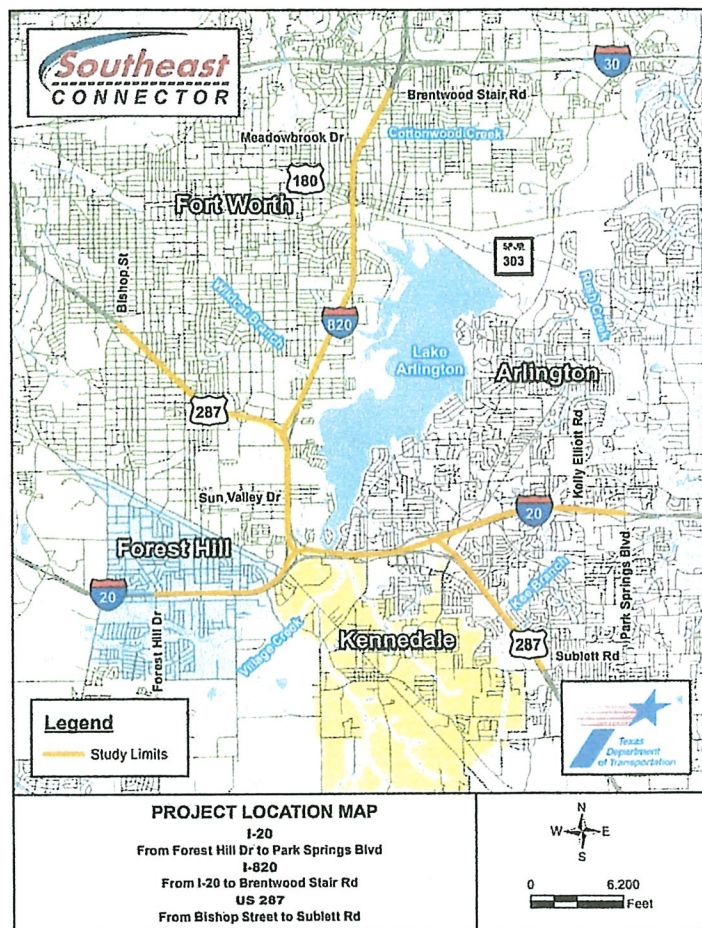 Southeast
CONNECTOR
30
Brentwood Stair Rd
Meadowbrook Dr
Cottonwood Creek
180
Fort Worth
SPUR
303
Bishop St
Wildcat Branch
Rush Creek
820
Lake
Arlington
Arlington
287
Kelly Elliott Rd
Sun Valley Dr
20
Forest Hill
Park Springs Blvd
20
Kee Branch
Forest Hill Dr
Village Creek
Kennedale
287
Sublett Rd
Legend
Study Limits
Texas
Department
of Transportation
PROJECT LOCATION MAP
I-20
From Forest Hill Dr to Park Springs Blvd
I-820
From I-20 to Brentwood Stair Rd
US 287
From Bishop Street to Sublett Rd
N
W E
S
0 6,200
Feet